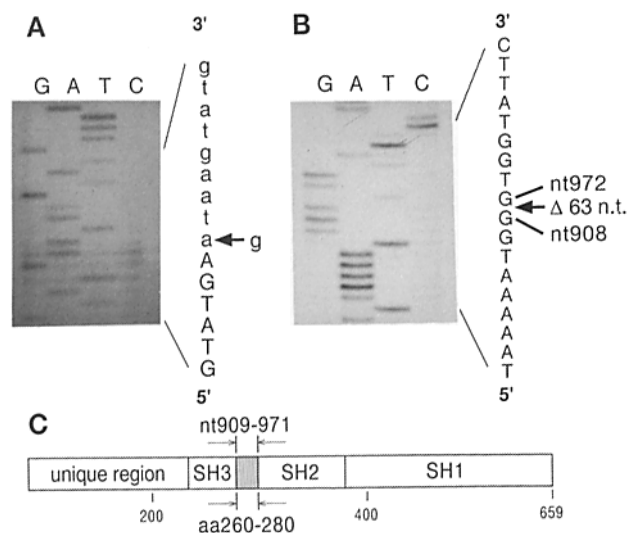 A
3'
G A T C
g
t
a
t
g
a
a
t
a
g
A
G
T
A
T
G
5'
B
3'
G A T C
C
T
T
A
T
G
G
T
G
G
G
T
A
A
A
A
A
T
5'
nt972
Δ 63 n.t.
nt908
C
nt909-971
unique region SH3 SH2 SH1
200 400 659
aa260-280